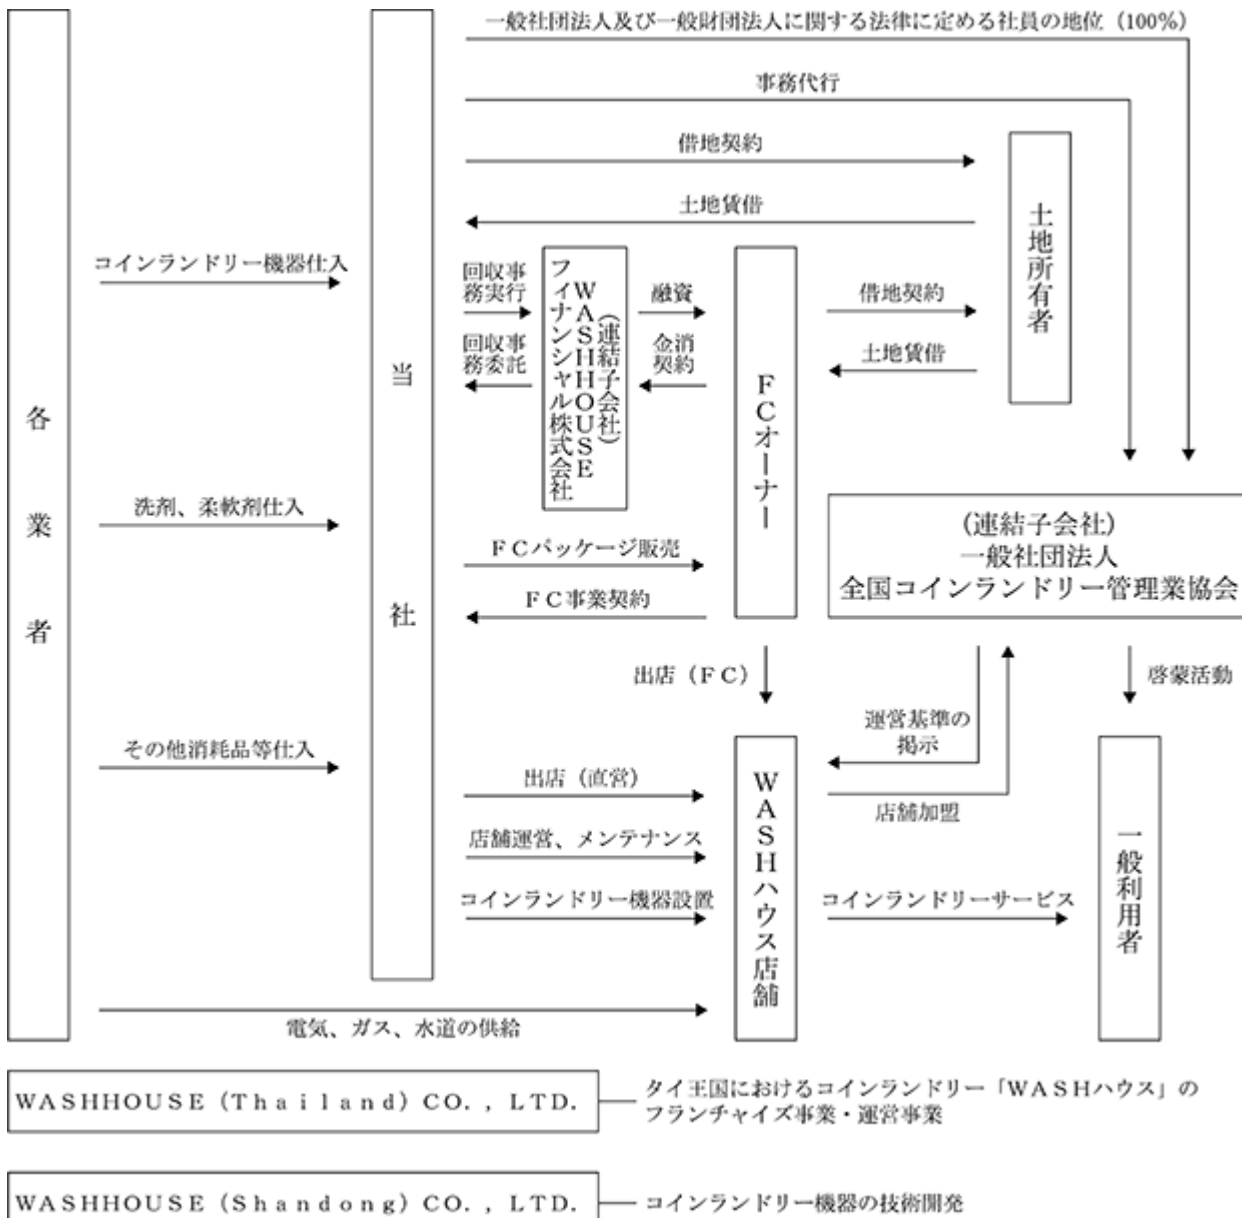 一般社団法人及び一般財団法人に関する法律に定める社員の地位（100%）
事務代行
借地契約
土地賃借
土地所有者
コインランドリー機器仕入
回収事
務実行
回収事
務委託
（連結子会社）
WASHHOUSE
フィナンシャル株式会社
融資
金消
契約
借地契約
土地賃借
各業者
当社
FCオーナー
洗剤、柔軟剤仕入
FCパッケージ販売
FC事業契約
（連結子会社）
一般社団法人
全国コインランドリー管理業協会
出店（FC）
啓蒙活動
運営基準の
掲示
店舗加盟
その他消耗品等仕入
出店（直営）
店舗運営、メンテナンス
コインランドリー機器設置
WASHハウス店舗
コインランドリーサービス
一般利用者
電気、ガス、水道の供給
WASHHOUSE (Thailand) CO., LTD.
タイ王国におけるコインランドリー「WASHハウス」の
フランチャイズ事業・運営事業
WASHHOUSE (Shandong) CO., LTD.
コインランドリー機器の技術開発